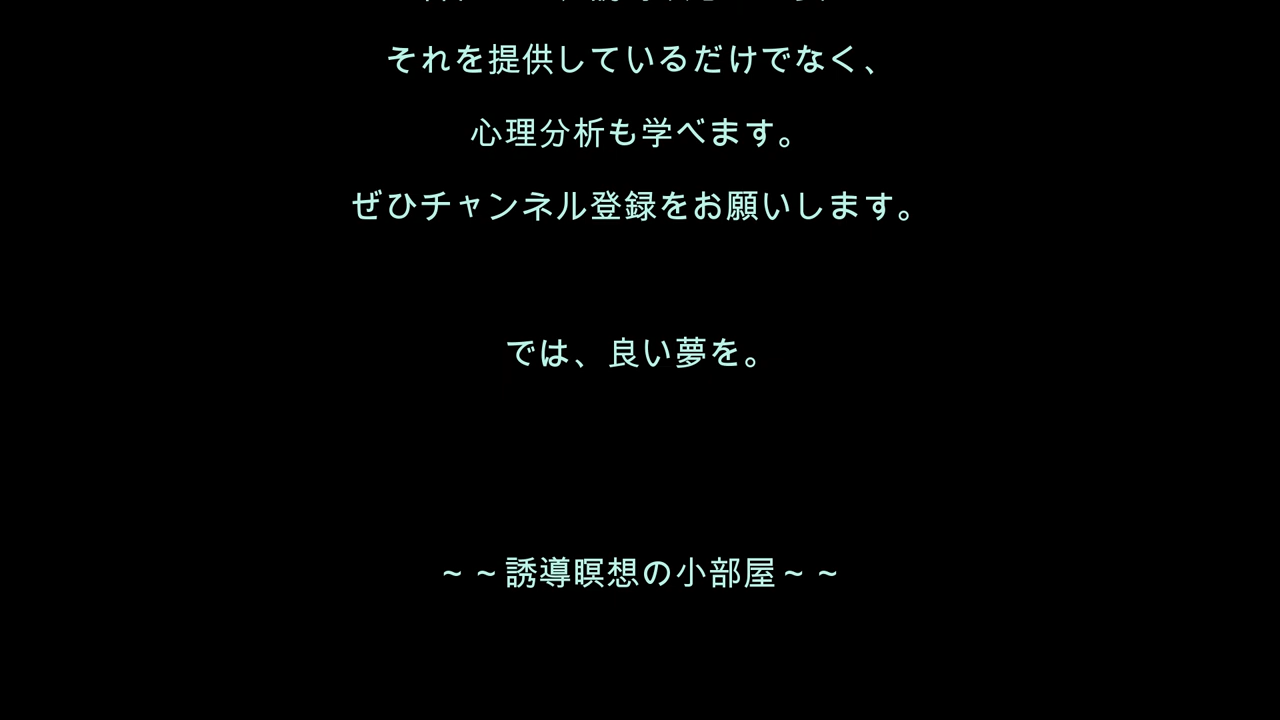 それを提供しているだけでなく、
心理分析も学べます。
ぜひチャンネル登録をお願いします。
では、良い夢を。
~ ~誘導瞑想の小部屋~ ~